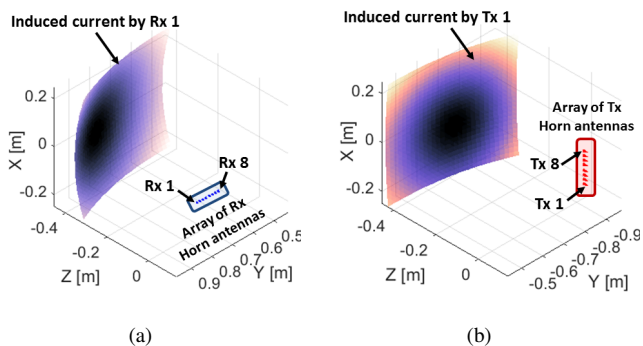 Induced current by Rx 1
0.2
0
-0.2
X [m]
-0.4
-0.2
0
Z [m]
Rx 1
Rx 8
Array of Rx
Horn antennas
0.5
0.6
0.7
0.8
0.9
Y [m]
(a)
Induced current by Tx 1
0.2
0
-0.2
X [m]
-0.4
-0.2
0
Z [m]
Array of Tx
Horn antennas
Tx 8
Tx 1
-0.9
-0.8
-0.7
-0.6
-0.5
Y [m]
(b)